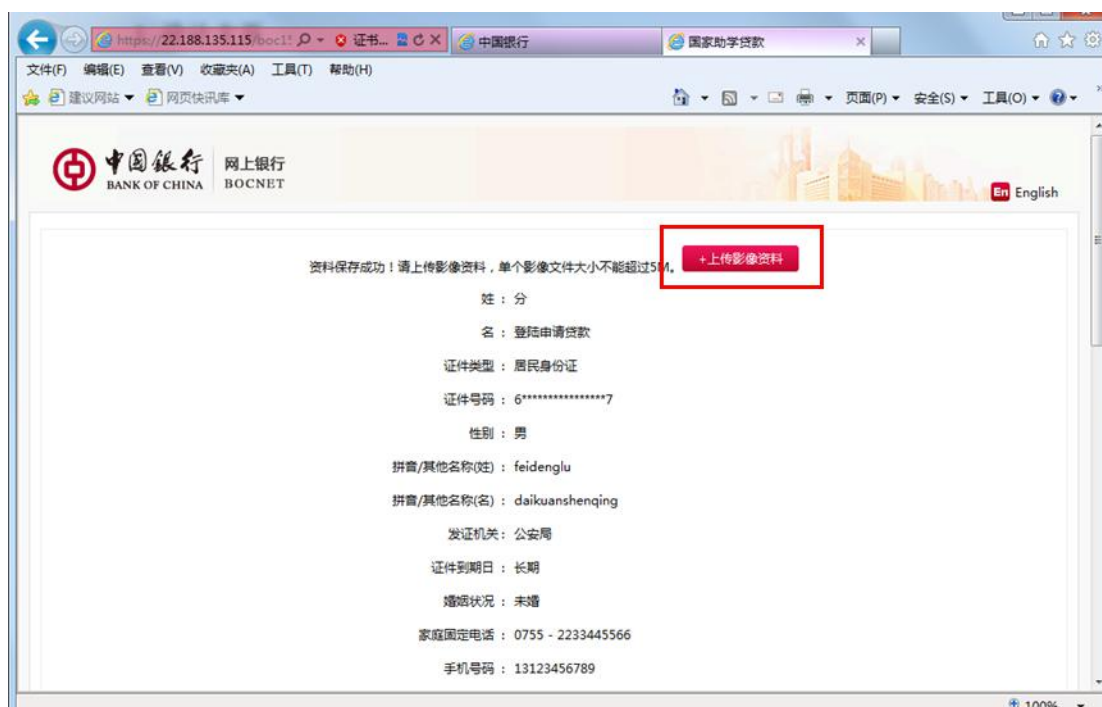 https://22.188.135.115/boc15
证书...
中国银行
国家助学贷款
文件(F) 编辑(E) 查看(V) 收藏夹(A) 工具(T) 帮助(H)
建议网站 网页快讯库
页面(P) 安全(S) 工具(O)
中国銀行 网上银行
BANK OF CHINA BOCNET
En English
资料保存成功！请上传影像资料，单个影像文件大小不能超过5M。 +上传影像资料
姓 ： 分
名 ： 登陆申请贷款
证件类型 ： 居民身份证
证件号码 ： 6****************7
性别 ： 男
拼音/其他名称(姓) ： feidenglu
拼音/其他名称(名) ： daikuanshenqing
发证机关 ： 公安局
证件到期日 ： 长期
婚姻状况 ： 未婚
家庭固定电话 ： 0755 - 2233445566
手机号码 ： 13123456789
100%